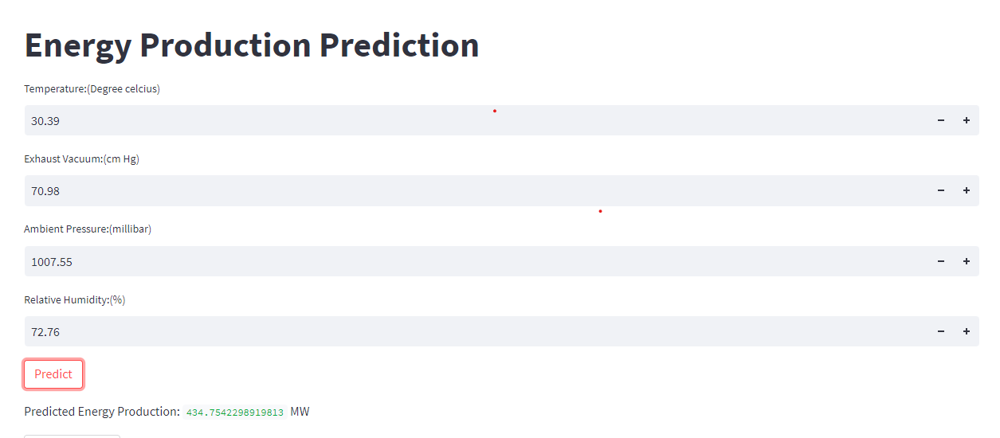 Energy Production Prediction
Temperature:(Degree celcius)
30.39
Exhaust Vacuum:(cm Hg)
70.98
Ambient Pressure:(millibar)
1007.55
Relative Humidity:(%)
72.76
Predict
Predicted Energy Production: 434.7542298919813 MW